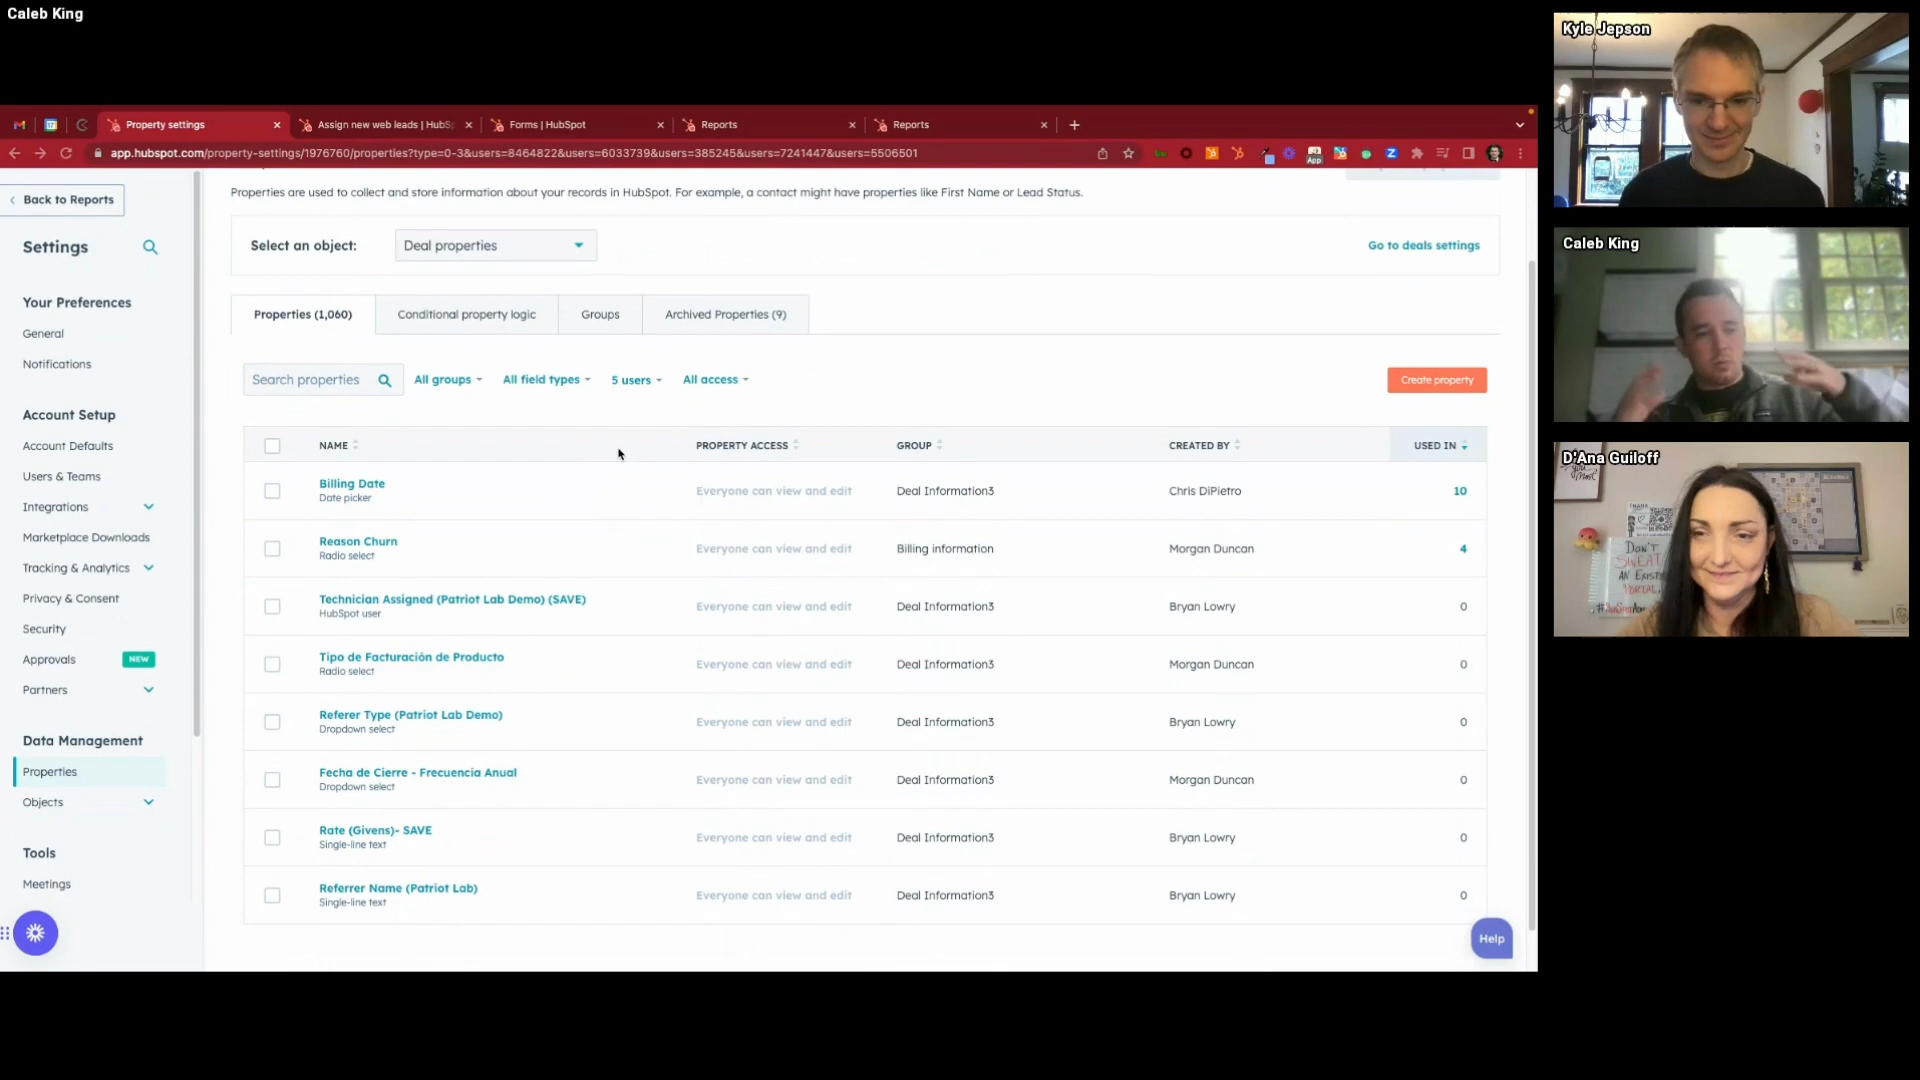 Caleb King
Property settings
Assign new web leads | HubS
Forms | HubSpot
Reports
Reports
app.hubspot.com/property-settings/1976760/properties?type=0-3&users=8464822&users=6033739&users=385245&users=7241447&users=5506501
App
Back to Reports
Settings
Your Preferences
General
Notifications
Account Setup
Account Defaults
Users & Teams
Integrations
Marketplace Downloads
Tracking & Analytics
Privacy & Consent
Security
Approvals NEW
Partners
Data Management
Properties
Objects
Tools
Meetings
Properties are used to collect and store information about your records in HubSpot. For example, a contact might have properties like First Name or Lead Status.
Select an object: Deal properties Go to deals settings
Properties (1,060) Conditional property logic Groups Archived Properties (9)
Search properties All groups All field types 5 users All access Create property
NAME PROPERTY ACCESS GROUP CREATED BY USED IN
Billing Date Everyone can view and edit Deal Information3 Chris DiPietro 10
Date picker
Reason Churn Everyone can view and edit Billing information Morgan Duncan 4
Radio select
Technician Assigned (Patriot Lab Demo) (SAVE) Everyone can view and edit Deal Information3 Bryan Lowry 0
HubSpot user
Tipo de Facturación de Producto Everyone can view and edit Deal Information3 Morgan Duncan 0
Radio select
Referer Type (Patriot Lab Demo) Everyone can view and edit Deal Information3 Bryan Lowry 0
Dropdown select
Fecha de Cierre - Frecuencia Anual Everyone can view and edit Deal Information3 Morgan Duncan 0
Dropdown select
Rate (Givens)- SAVE Everyone can view and edit Deal Information3 Bryan Lowry 0
Single-line text
Referrer Name (Patriot Lab) Everyone can view and edit Deal Information3 Bryan Lowry 0
Single-line text
Help
Kyle Jepson
Caleb King
D'Ana Guiloff
DON'T
SWEAT
AN EXISTI
PORTAL.